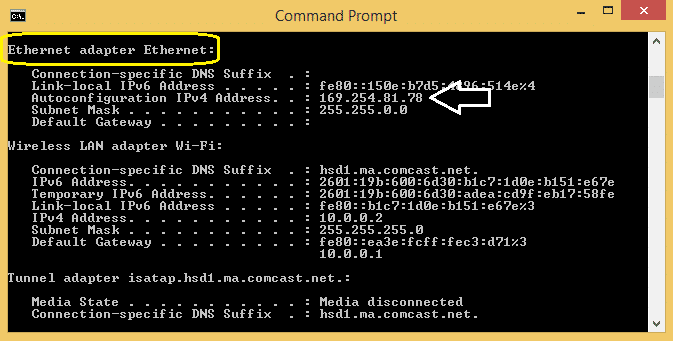 Command Prompt
Ethernet adapter Ethernet:
Connection-specific DNS Suffix . :
Link-local IPv6 Address . . . . . : fe80::150e:b7d5:4496:514e%4
Autoconfiguration IPv4 Address. . : 169.254.81.78
Subnet Mask . . . . . . . . . . . : 255.255.0.0
Default Gateway . . . . . . . . . :
Wireless LAN adapter Wi-Fi:
Connection-specific DNS Suffix . : hsd1.ma.comcast.net.
IPv6 Address. . . . . . . . . . . : 2601:19b:600:6d30:b1c7:1d0e:b151:e67e
Temporary IPv6 Address. . . . . . : 2601:19b:600:6d30:adea:cd9f:eb17:58fe
Link-local IPv6 Address . . . . . : fe80::b1c7:1d0e:b151:e67e%3
IPv4 Address. . . . . . . . . . . : 10.0.0.2
Subnet Mask . . . . . . . . . . . : 255.255.255.0
Default Gateway . . . . . . . . . : fe80::ea3e:fcff:fec3:d71%3
10.0.0.1
Tunnel adapter isatap.hsd1.ma.comcast.net.:
Media State . . . . . . . . . . . : Media disconnected
Connection-specific DNS Suffix . : hsd1.ma.comcast.net.